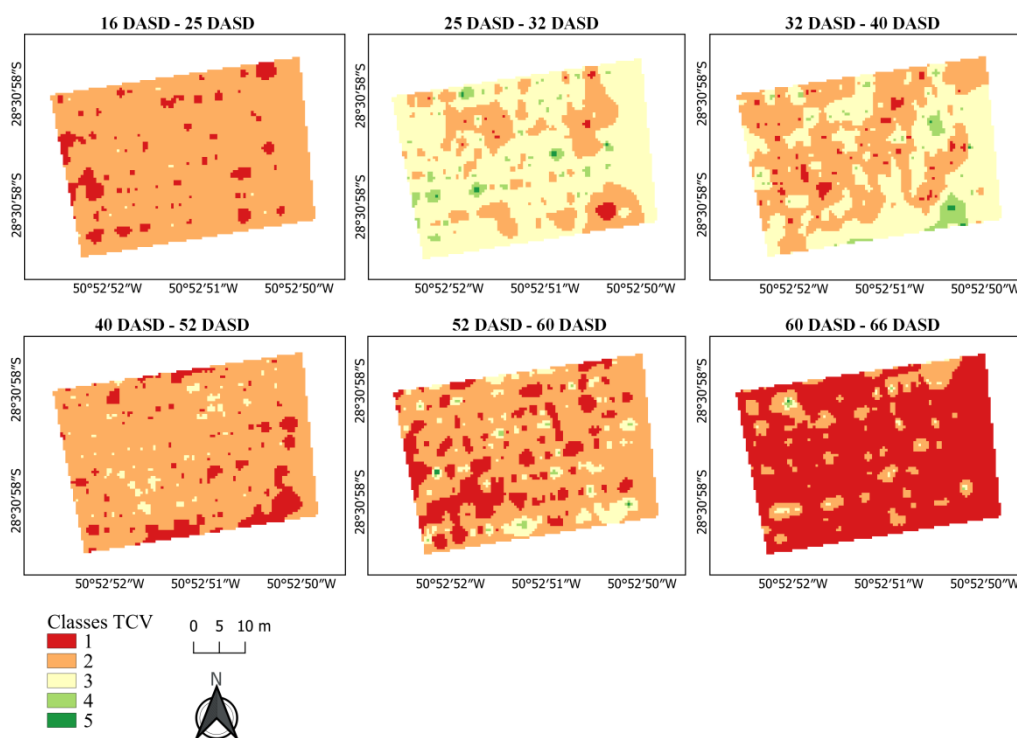 16 DASD - 25 DASD
25 DASD - 32 DASD
32 DASD - 40 DASD
28°30'58"S
28°30'58"S
28°30'58"S
28°30'58"S
28°30'58"S
28°30'58"S
50°52'52"W 50°52'51"W 50°52'50"W
50°52'52"W 50°52'51"W 50°52'50"W
50°52'52"W 50°52'51"W 50°52'50"W
40 DASD - 52 DASD
52 DASD - 60 DASD
60 DASD - 66 DASD
28°30'58"S
28°30'58"S
28°30'58"S
28°30'58"S
28°30'58"S
28°30'58"S
50°52'52"W 50°52'51"W 50°52'50"W
50°52'52"W 50°52'51"W 50°52'50"W
50°52'52"W 50°52'51"W 50°52'50"W
Classes TCV
1
2
3
4
5
0 5 10 m
N